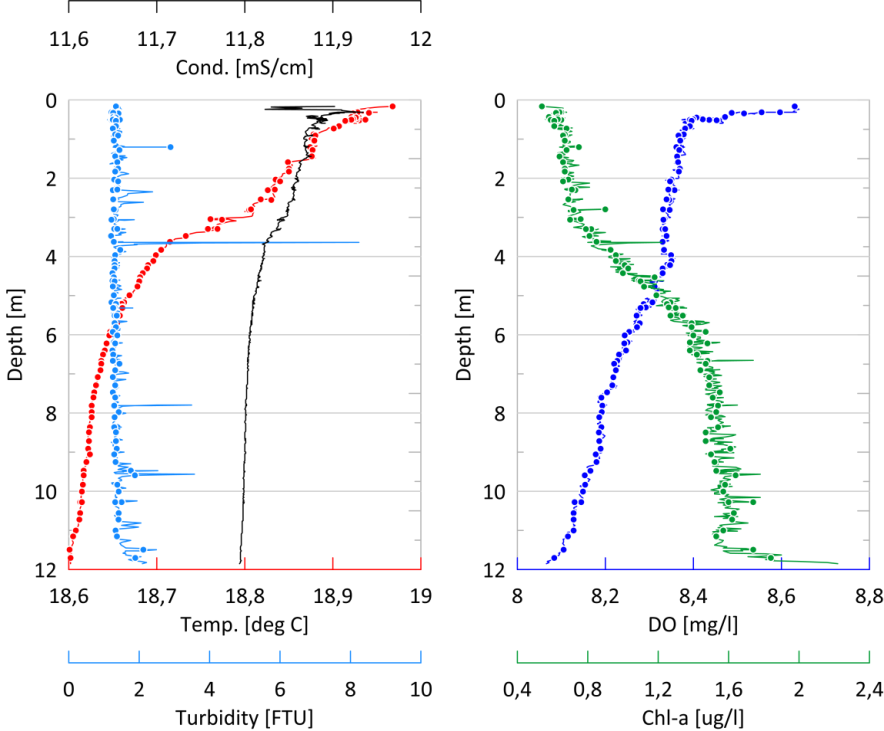 11,6 11,7 11,8 11,9 12
Cond. [mS/cm]
0
2
4
6
8
10
12
Depth [m]
18,6 18,7 18,8 18,9 19
Temp. [deg C]
0 2 4 6 8 10
Turbidity [FTU]
0
2
4
6
8
10
12
Depth [m]
8 8,2 8,4 8,6 8,8
DO [mg/l]
0,4 0,8 1,2 1,6 2 2,4
Chl-a [ug/l]